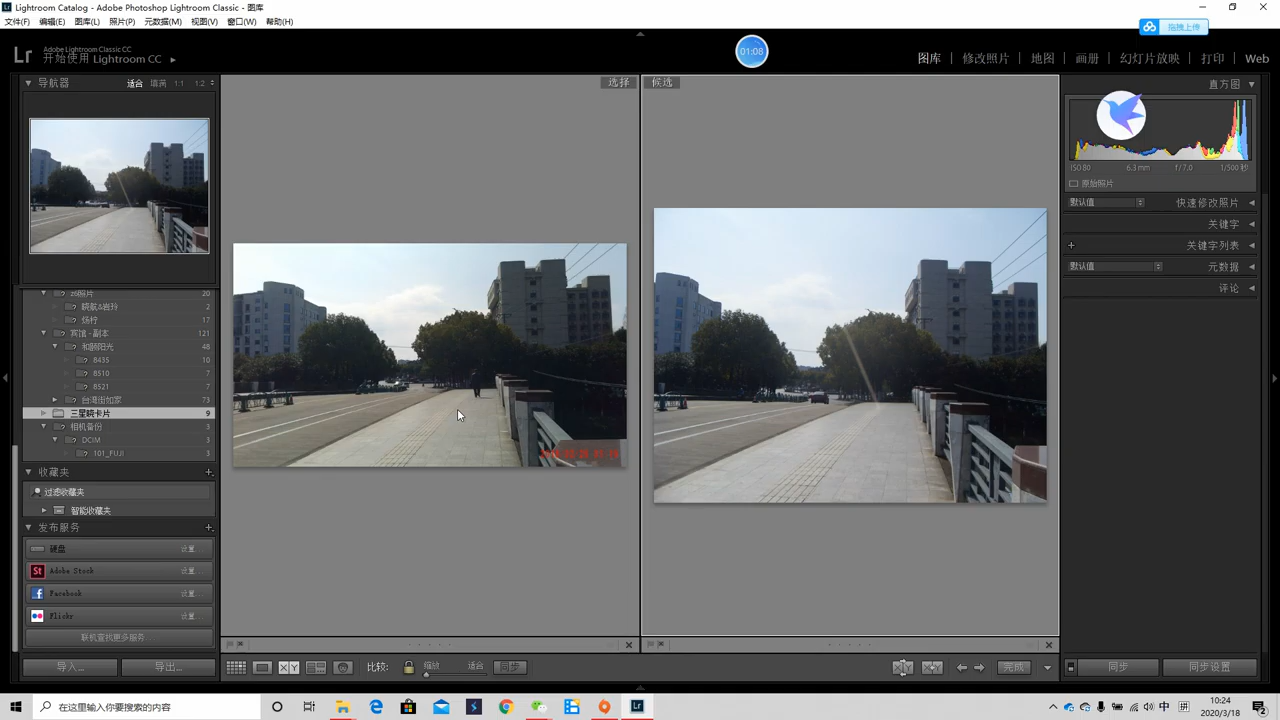 Lightroom Catalog - Adobe Photoshop Lightroom Classic - 图库
文件(F) 编辑(E) 图库(L) 照片(P) 元数据(M) 视图(V) 窗口(W) 帮助(H)
拖拽上传
Lr
Adobe Lightroom Classic CC
开始使用 Lightroom CC
01:08
图库 修改照片 地图 画册 幻灯片放映 打印 Web
导航器 适合 填满 1:1 1:2
选择
候选
直方图
ISO 80 6.3 mm f / 7.0 1/500 秒
原始照片
默认值 快速修改照片
关键字
关键字列表
默认值 元数据
评论
20
2
17
宾馆 - 副本 121
和颐阳光 48
8435 10
8510 7
8521 7
台湾街如家 3
三星睨卡片 9
相机备份 3
DCIM 3
101_FUJI 3
收藏夹
过滤收藏夹
智能收藏夹
发布服务
硬盘 设置...
Adobe Stock 设置...
Facebook 设置...
Flickr 设置...
联机查找更多服务...
导入... 导出...
X Y
比较: 缩放 适合 同步
完成
同步 同步设置
在这里输入你要搜索的内容
中 拼
10:24
2020/3/18
2